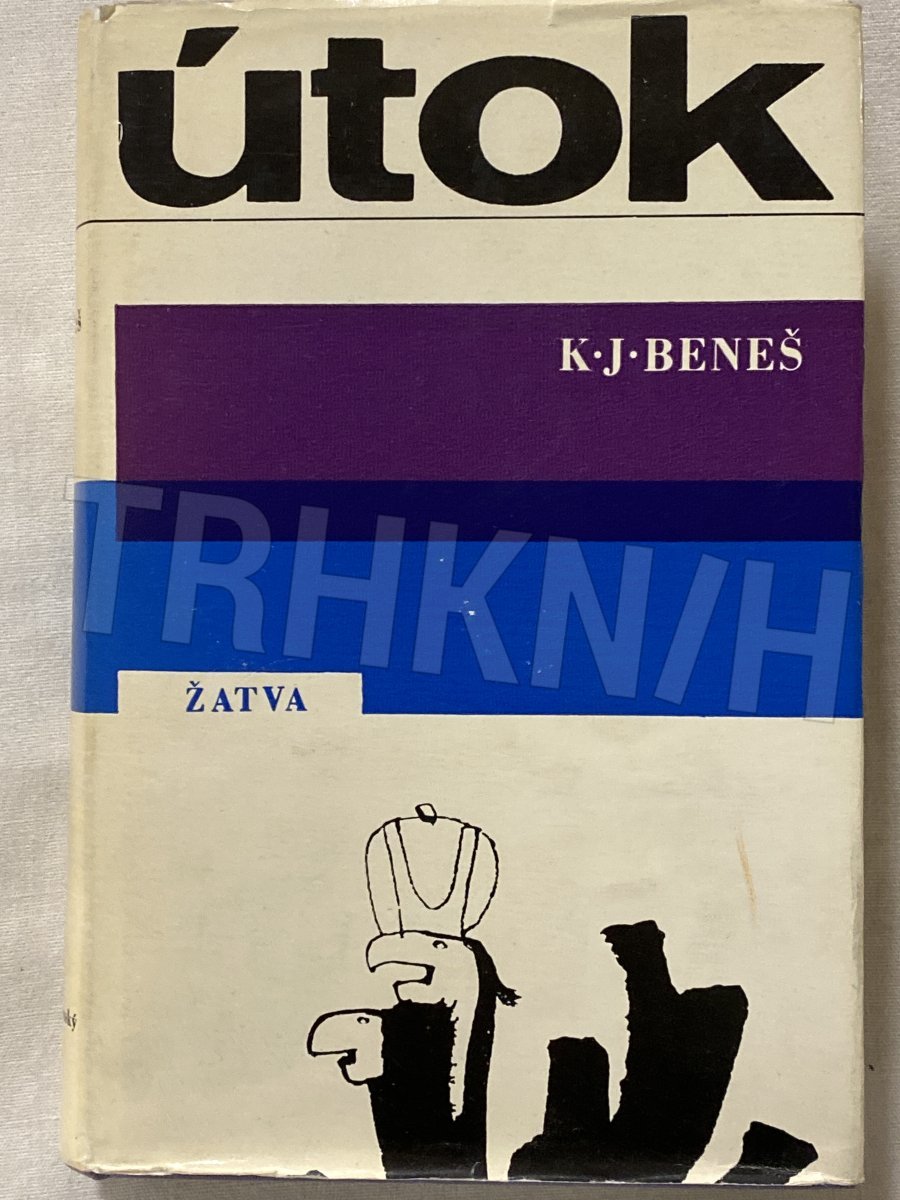 útok
K·J·BENEŠ
TRHKNIH
ŽATVA